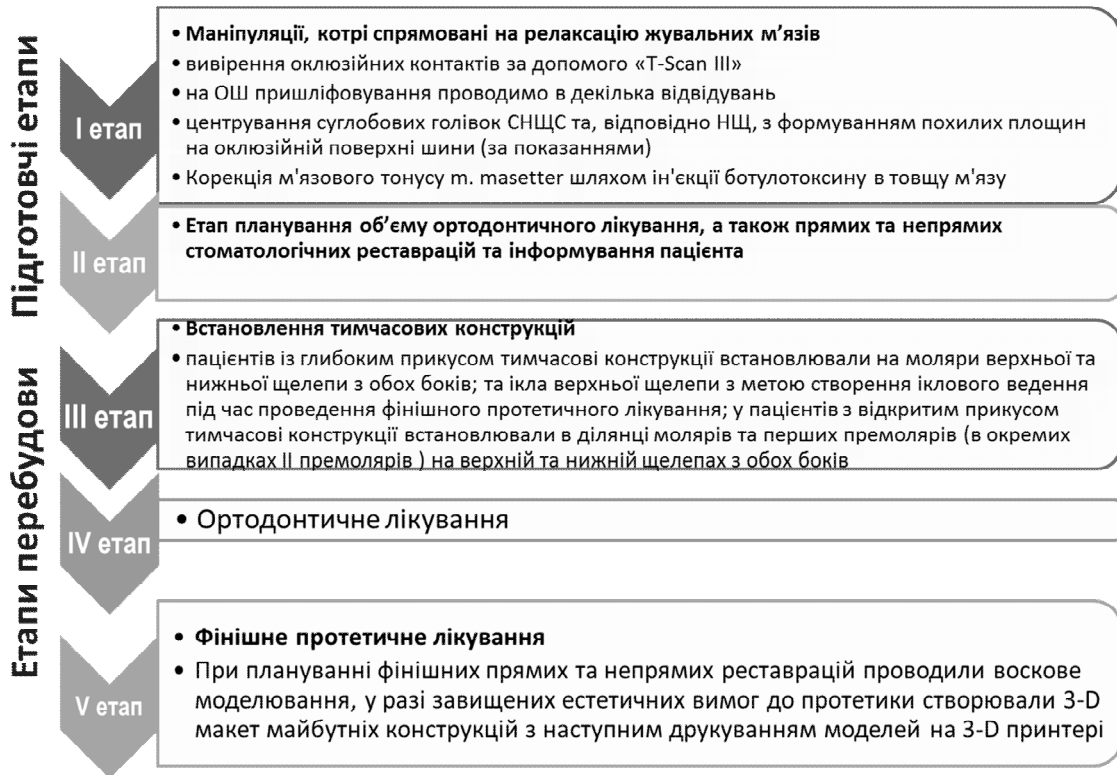 Підготовчі етапи
I етап
• Маніпуляції, котрі спрямовані на релаксацію жувальних м’язів
• вивірення оклюзійних контактів за допомого «T-Scan III»
• на ОШ пришліфовування проводимо в декілька відвідувань
• центрування суглобових голівок СНЩС та, відповідно НЩ, з формуванням похилих площин
на оклюзійній поверхні шини (за показаннями)
• Корекція м'язового тонусу m. masetter шляхом ін'єкції ботулотоксину в товщу м'язу
II етап
• Етап планування об’єму ортодонтичного лікування, а також прямих та непрямих
стоматологічних реставрацій та інформування пацієнта
Етапи перебудови
III етап
• Встановлення тимчасових конструкцій
• пацієнтів із глибоким прикусом тимчасові конструкції встановлювали на моляри верхньої та
нижньої щелепи з обох боків; та ікла верхньої щелепи з метою створення іклового ведення
під час проведення фінішного протетичного лікування; у пацієнтів з відкритим прикусом
тимчасові конструкції встановлювали в ділянці молярів та перших премолярів (в окремих
випадках II премолярів ) на верхній та нижній щелепах з обох боків
IV етап
• Ортодонтичне лікування
V етап
• Фінішне протетичне лікування
• При плануванні фінішних прямих та непрямих реставрацій проводили воскове
моделювання, у разі завищених естетичних вимог до протетики створювали 3-D
макет майбутніх конструкцій з наступним друкуванням моделей на 3-D принтері